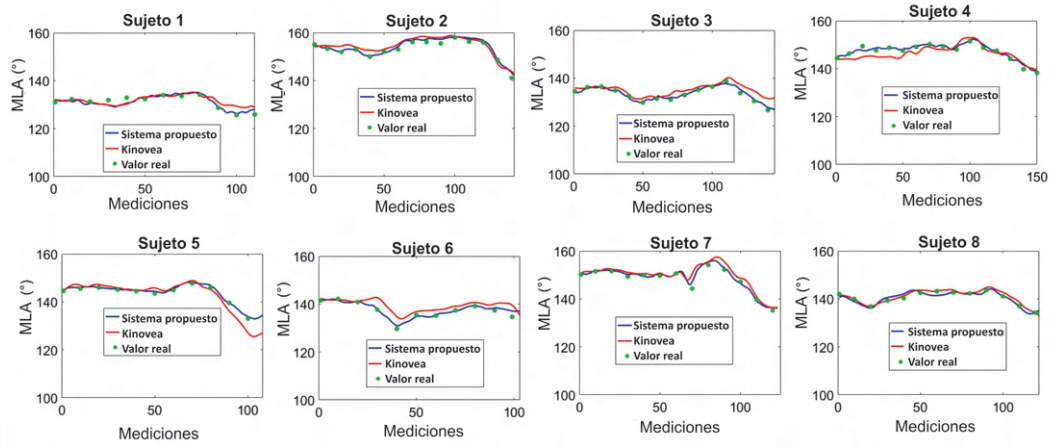 Sujeto 1
160
140
120
100
MLA (°)
Sistema propuesto
Kinovea
Valor real
0
50
100
Mediciones
Sujeto 2
160
140
120
100
MLA (°)
Sistema propuesto
Kinovea
Valor real
0
50
100
Mediciones
Sujeto 3
160
140
120
100
MLA (°)
Sistema propuesto
Kinovea
Valor real
0
50
100
Mediciones
Sujeto 4
160
140
120
100
MLA (°)
Sistema propuesto
Kinovea
Valor real
0
50
100
150
Mediciones
Sujeto 5
160
140
120
100
MLA (°)
Sistema propuesto
Kinovea
Valor real
0
50
100
Mediciones
Sujeto 6
160
140
120
100
MLA (°)
Sistema propuesto
Kinovea
Valor real
0
50
100
Mediciones
Sujeto 7
160
140
120
100
MLA (°)
Sistema propuesto
Kinovea
Valor real
0
50
100
Mediciones
Sujeto 8
160
140
120
100
MLA (°)
Sistema propuesto
Kinovea
Valor real
0
50
100
Mediciones